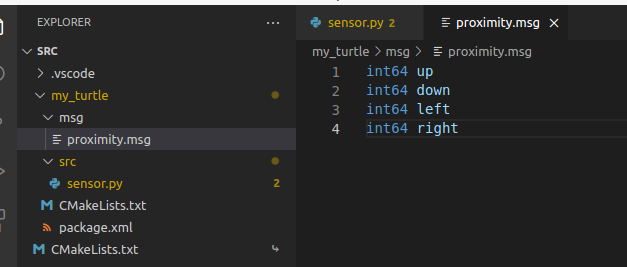 EXPLORER
SRC
.vscode
my_turtle
msg
proximity.msg
src
sensor.py 2
CMakeLists.txt
package.xml
CMakeLists.txt
sensor.py 2
proximity.msg
my_turtle > msg > proximity.msg
1 int64 up
2 int64 down
3 int64 left
4 int64 right